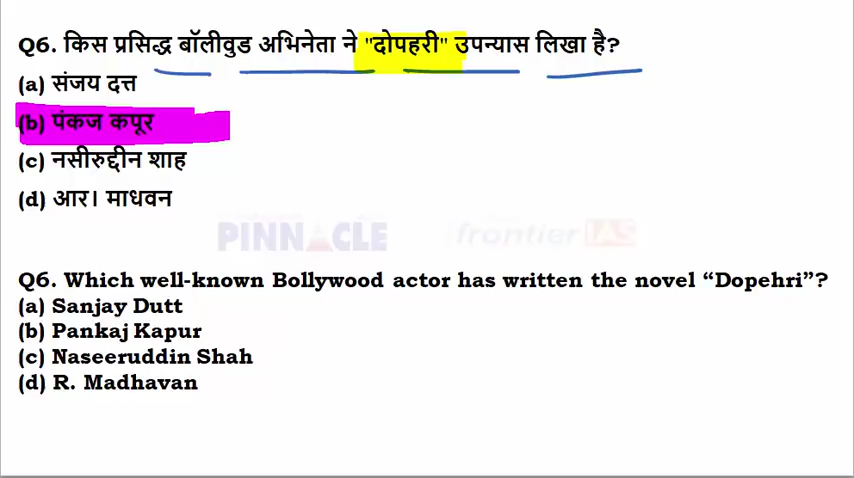 Q6. किस प्रसिद्ध बॉलीवुड अभिनेता ने "दोपहरी" उपन्यास लिखा है?
(a) संजय दत्त
(b) पंकज कपूर
(c) नसीरुद्दीन शाह
(d) आर। माधवन
PINNACLE frontier IAS
Q6. Which well-known Bollywood actor has written the novel “Dopehri”?
(a) Sanjay Dutt
(b) Pankaj Kapur
(c) Naseeruddin Shah
(d) R. Madhavan